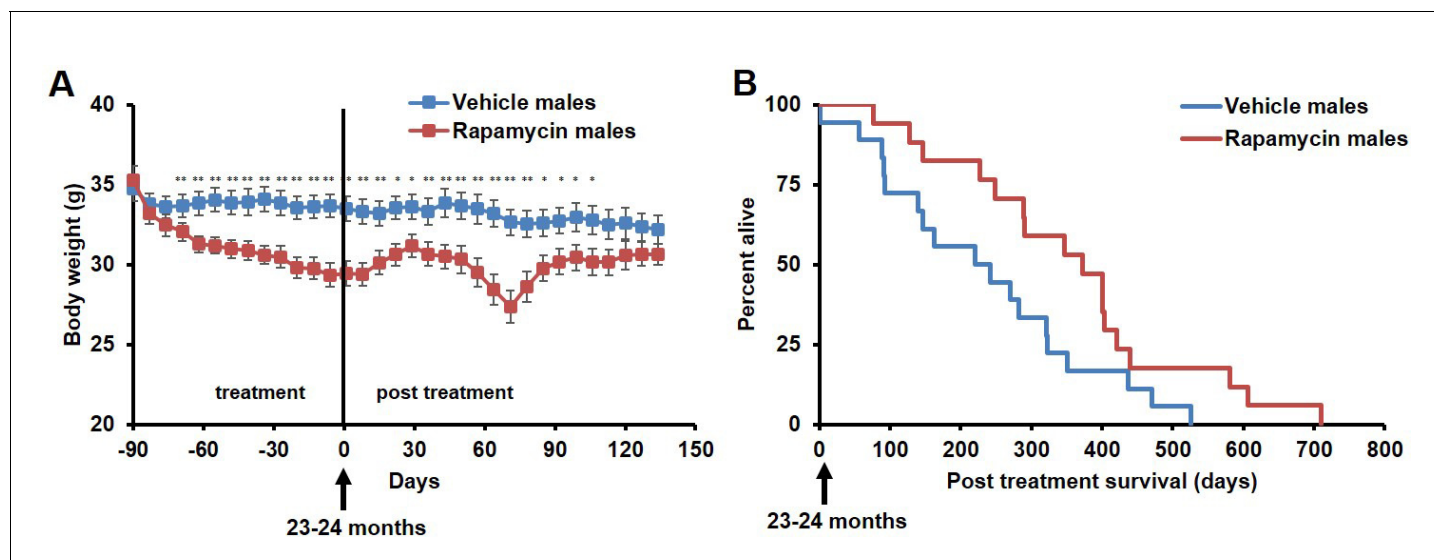 A
Vehicle males
Rapamycin males
40
35
30
25
20
Body weight (g)
** ** ** ** ** ** ** ** ** ** ** ** ** ** * * ** ** ** ** ** ** * * * *
treatment
post treatment
-90 -60 -30 0 30 60 90 120 150
Days
23-24 months
B
Vehicle males
Rapamycin males
100
75
50
25
0
Percent alive
0 100 200 300 400 500 600 700 800
Post treatment survival (days)
23-24 months